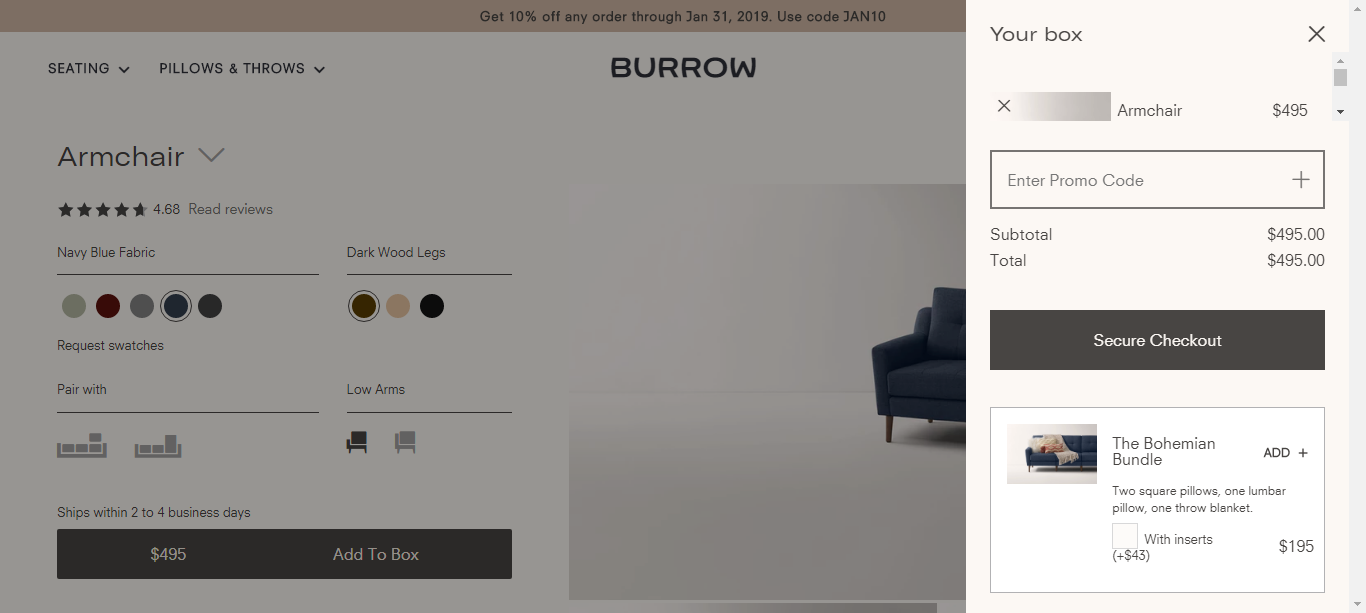 Get 10% off any order through Jan 31, 2019. Use code JAN10
SEATING
PILLOWS & THROWS
BURROW
Armchair
4.68 Read reviews
Navy Blue Fabric
Dark Wood Legs
Request swatches
Pair with
Low Arms
Ships within 2 to 4 business days
$495
Add To Box
Your box
Armchair
$495
Enter Promo Code
Subtotal
$495.00
Total
$495.00
Secure Checkout
The Bohemian
Bundle
ADD +
Two square pillows, one lumbar
pillow, one throw blanket.
With inserts
(+$43)
$195